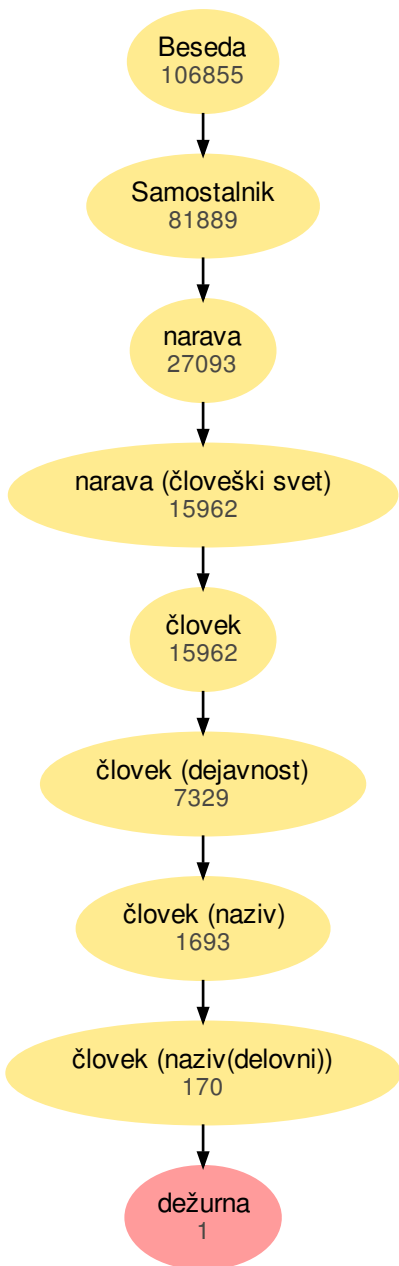 Beseda
106855
Samostalnik
81889
narava
27093
narava (človeški svet)
15962
človek
15962
človek (dejavnost)
7329
človek (naziv)
1693
človek (naziv(delovni))
170
dežurna
1